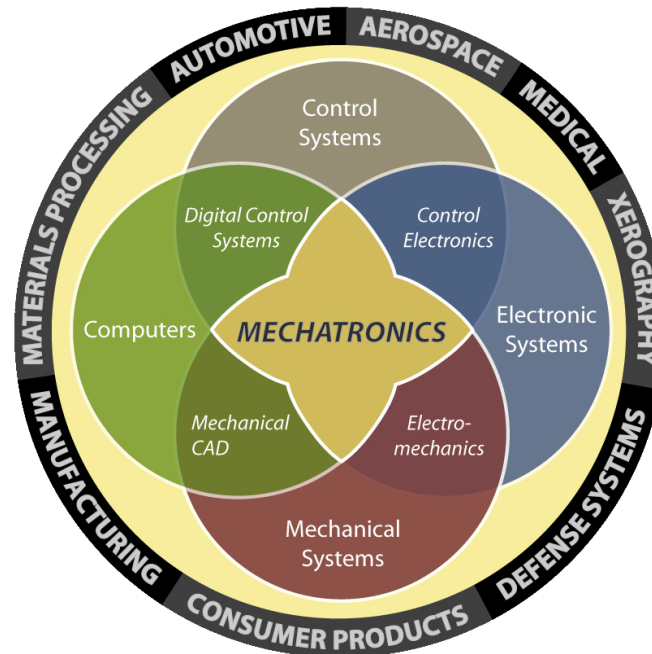 AUTOMOTIVE
AEROSPACE
MEDICAL
XEROGRAPHY
DEFENSE SYSTEMS
CONSUMER PRODUCTS
MANUFACTURING
MATERIALS PROCESSING
Control
Systems
Digital Control
Systems
Control
Electronics
Computers
MECHATRONICS
Electronic
Systems
Mechanical
CAD
Electro-
mechanics
Mechanical
Systems